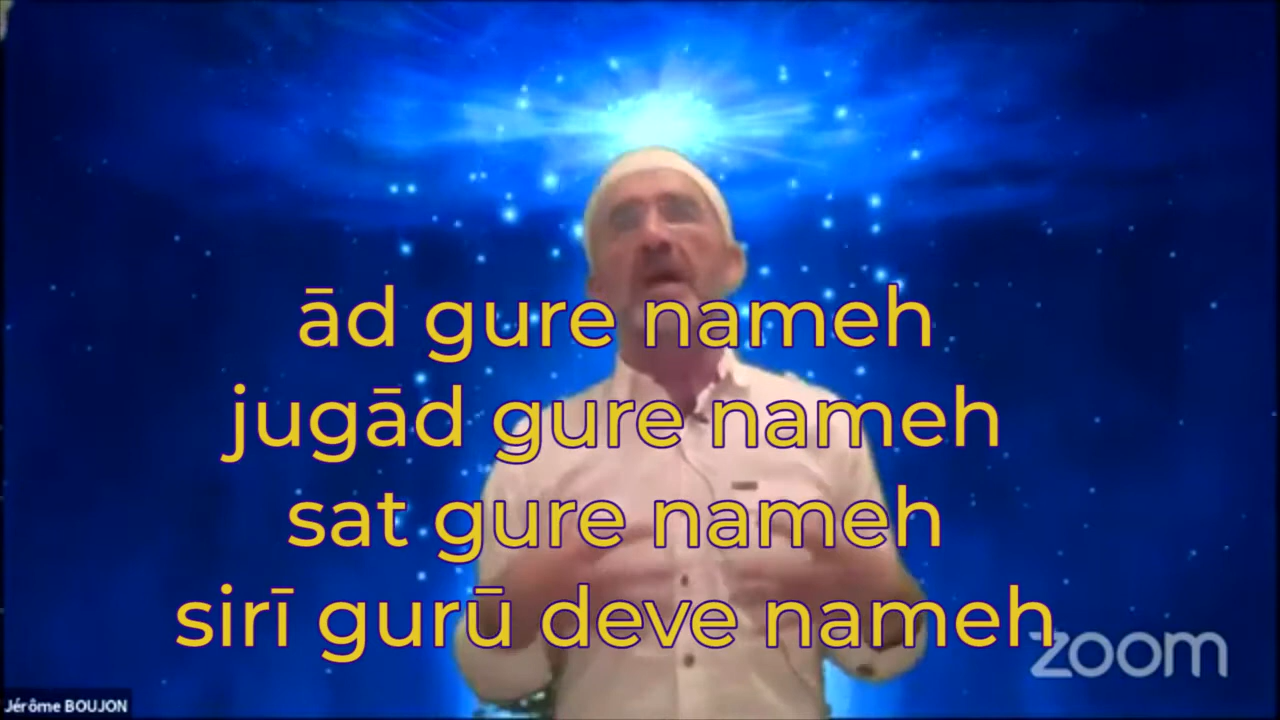 ād gure nameh
jugād gure nameh
sat gure nameh
sirī gurū deve nameh
zoom
Jérôme BOUJON